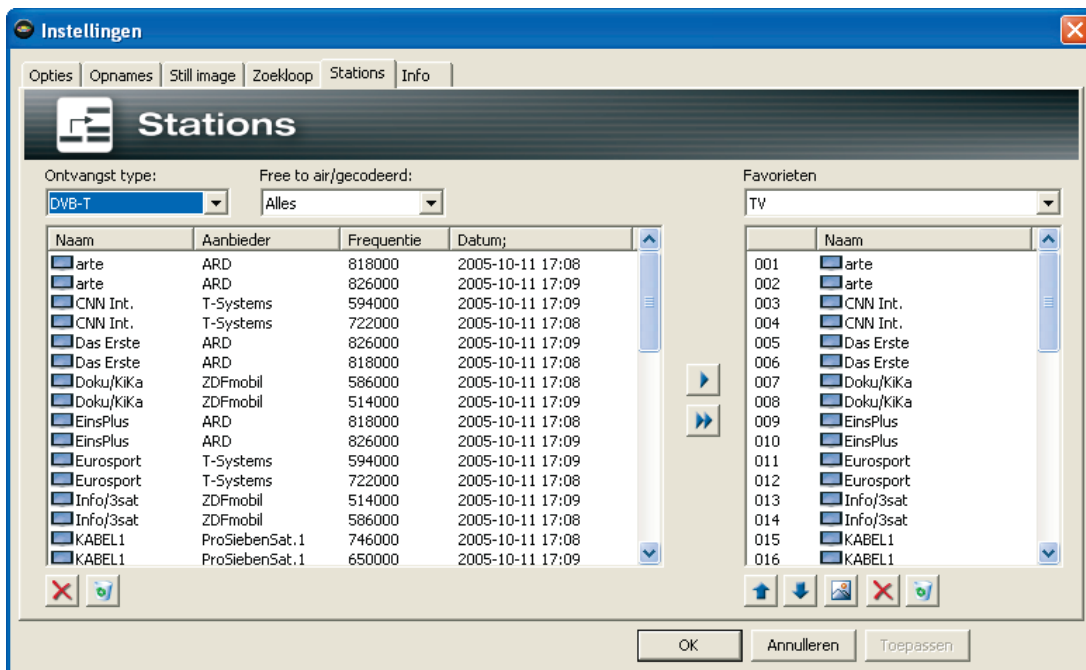 Instellingen
Opties Opnames Still image Zoekloop Stations Info
Stations
Ontvangst type: Free to air/gecodeerd: Favorieten
DVB-T Alles TV
Naam Aanbieder Frequentie Datum; Naam
arte ARD 818000 2005-10-11 17:08 001 arte
arte ARD 826000 2005-10-11 17:09 002 arte
CNN Int. T-Systems 594000 2005-10-11 17:09 003 CNN Int.
CNN Int. T-Systems 722000 2005-10-11 17:08 004 CNN Int.
Das Erste ARD 826000 2005-10-11 17:09 005 Das Erste
Das Erste ARD 818000 2005-10-11 17:08 006 Das Erste
Doku/KiKa ZDFmobil 586000 2005-10-11 17:08 007 Doku/KiKa
Doku/KiKa ZDFmobil 514000 2005-10-11 17:09 008 Doku/KiKa
EinsPlus ARD 818000 2005-10-11 17:08 009 EinsPlus
EinsPlus ARD 826000 2005-10-11 17:09 010 EinsPlus
Eurosport T-Systems 594000 2005-10-11 17:09 011 Eurosport
Eurosport T-Systems 722000 2005-10-11 17:08 012 Eurosport
Info/3sat ZDFmobil 514000 2005-10-11 17:09 013 Info/3sat
Info/3sat ZDFmobil 586000 2005-10-11 17:08 014 Info/3sat
KABEL1 ProSiebenSat.1 746000 2005-10-11 17:08 015 KABEL1
KABEL1 ProSiebenSat.1 650000 2005-10-11 17:09 016 KABEL1
OK Annulleren Toepassen